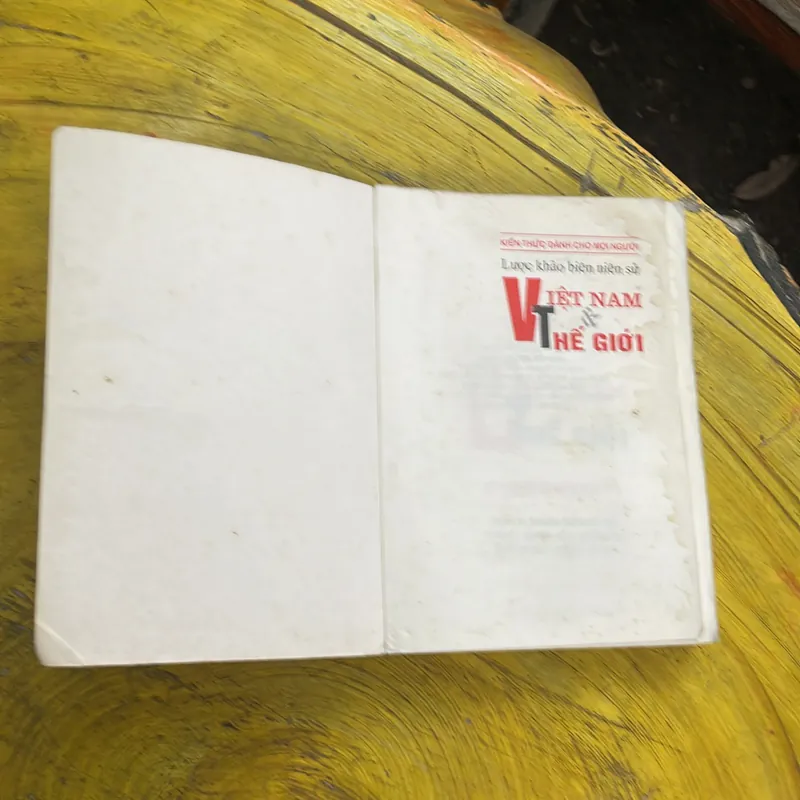 KIẾN THỨC DÀNH CHO MỌI NGƯỜI
Lược khảo biên niên sử
VIỆT NAM
&
THẾ GIỚI